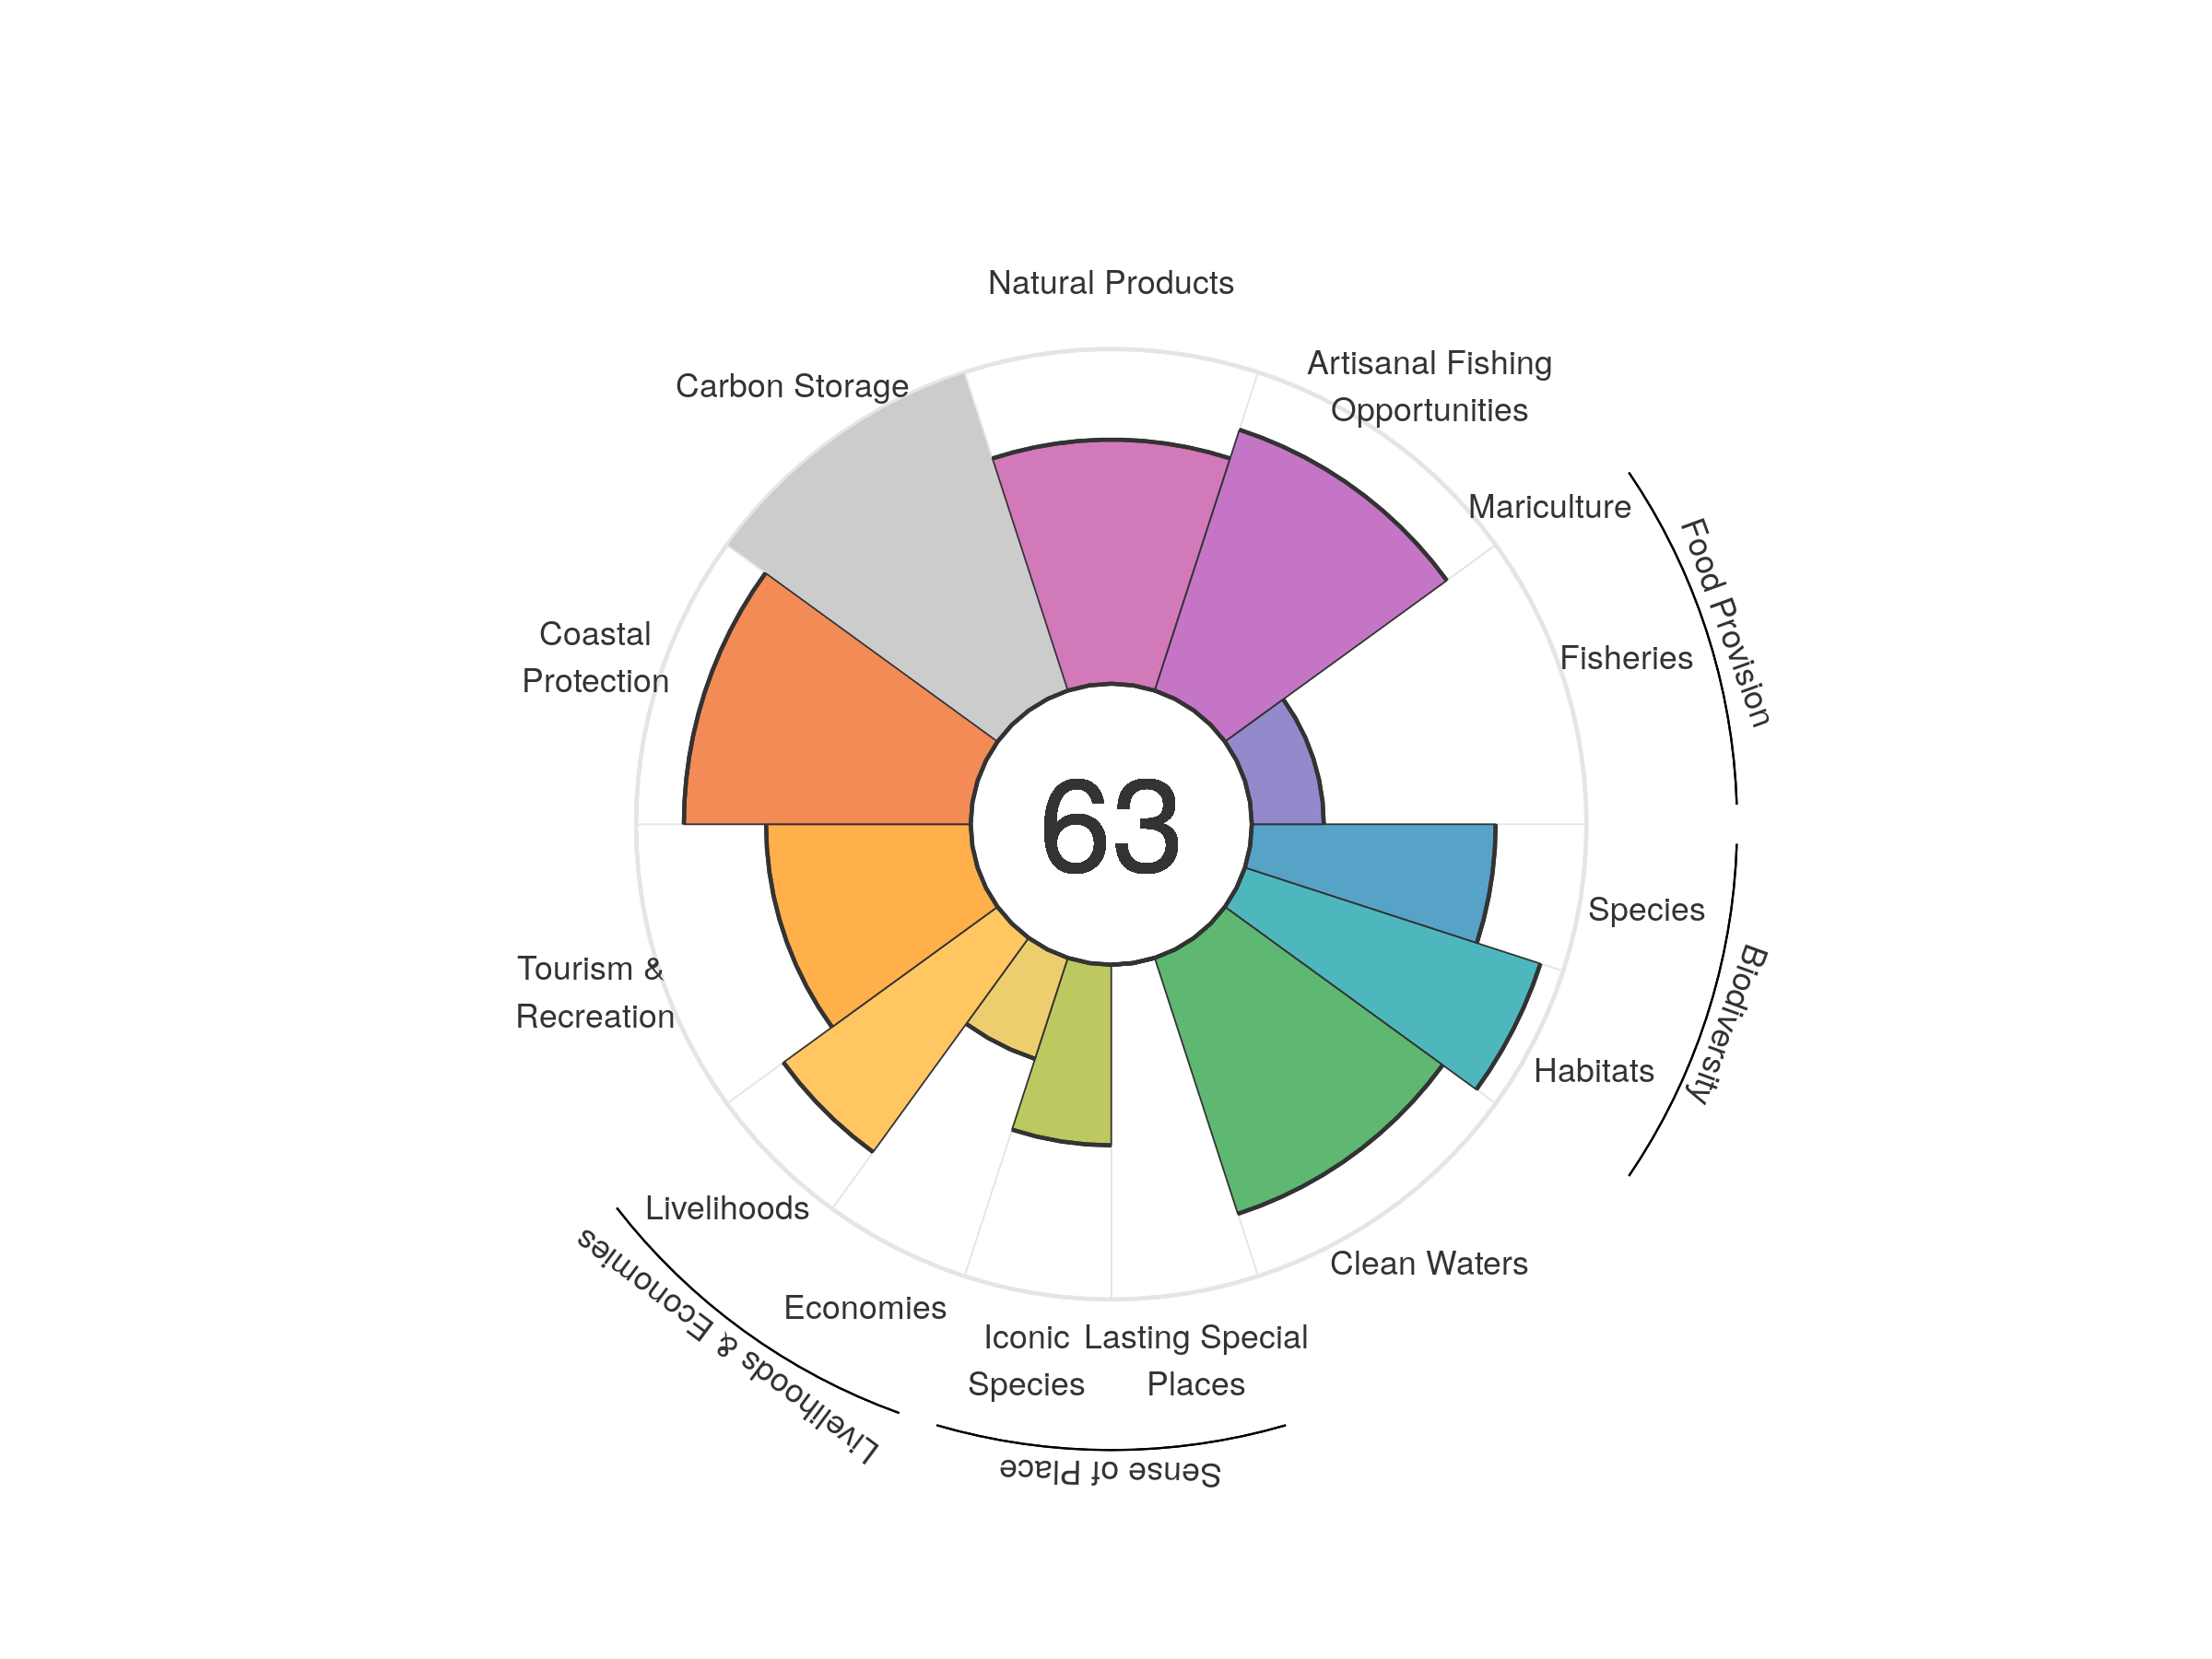 Natural Products
Artisanal Fishing
Opportunities
Carbon Storage
Mariculture
Food Provision
Fisheries
Coastal
Protection
63
Species
Biodiversity
Habitats
Tourism &
Recreation
Livelihoods
Clean Waters
Economies
Livelihoods & Economies
Iconic
Species
Lasting Special
Places
Sense of Place